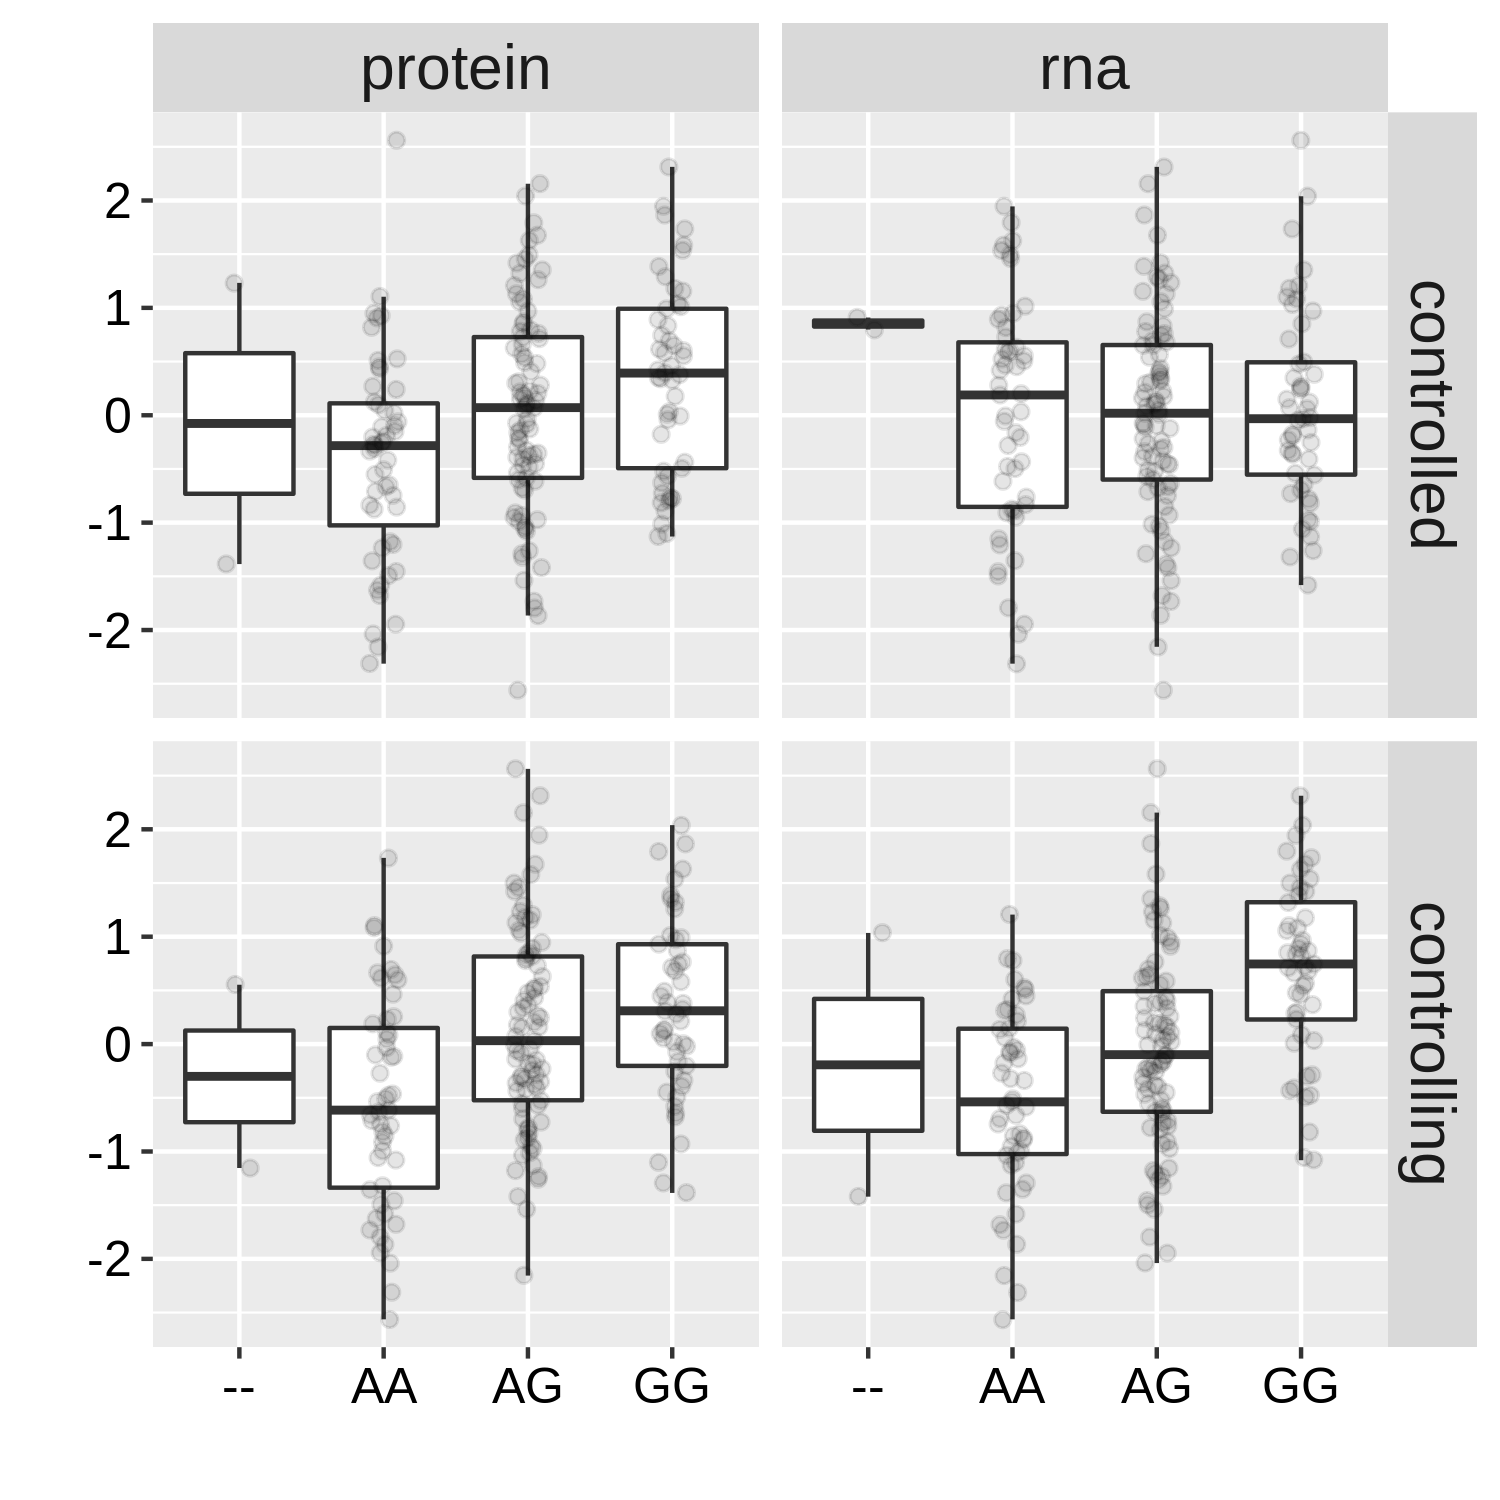 protein rna
2
1
0
-1
-2
controlled
2
1
0
-1
-2
controlling
-- AA AG GG -- AA AG GG